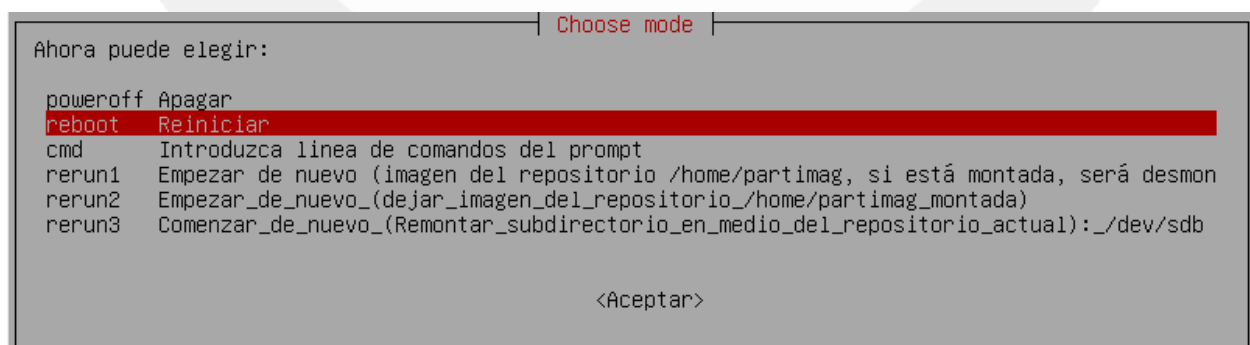 Choose mode
Ahora puede elegir:
poweroff Apagar
reboot Reiniciar
cmd Introduzca linea de comandos del prompt
rerun1 Empezar de nuevo (imagen del repositorio /home/partimag, si está montada, será desmon
rerun2 Empezar_de_nuevo_(dejar_imagen_del_repositorio_/home/partimag_montada)
rerun3 Comenzar_de_nuevo_(Remontar_subdirectorio_en_medio_del_repositorio_actual):_/dev/sdb
<Aceptar>